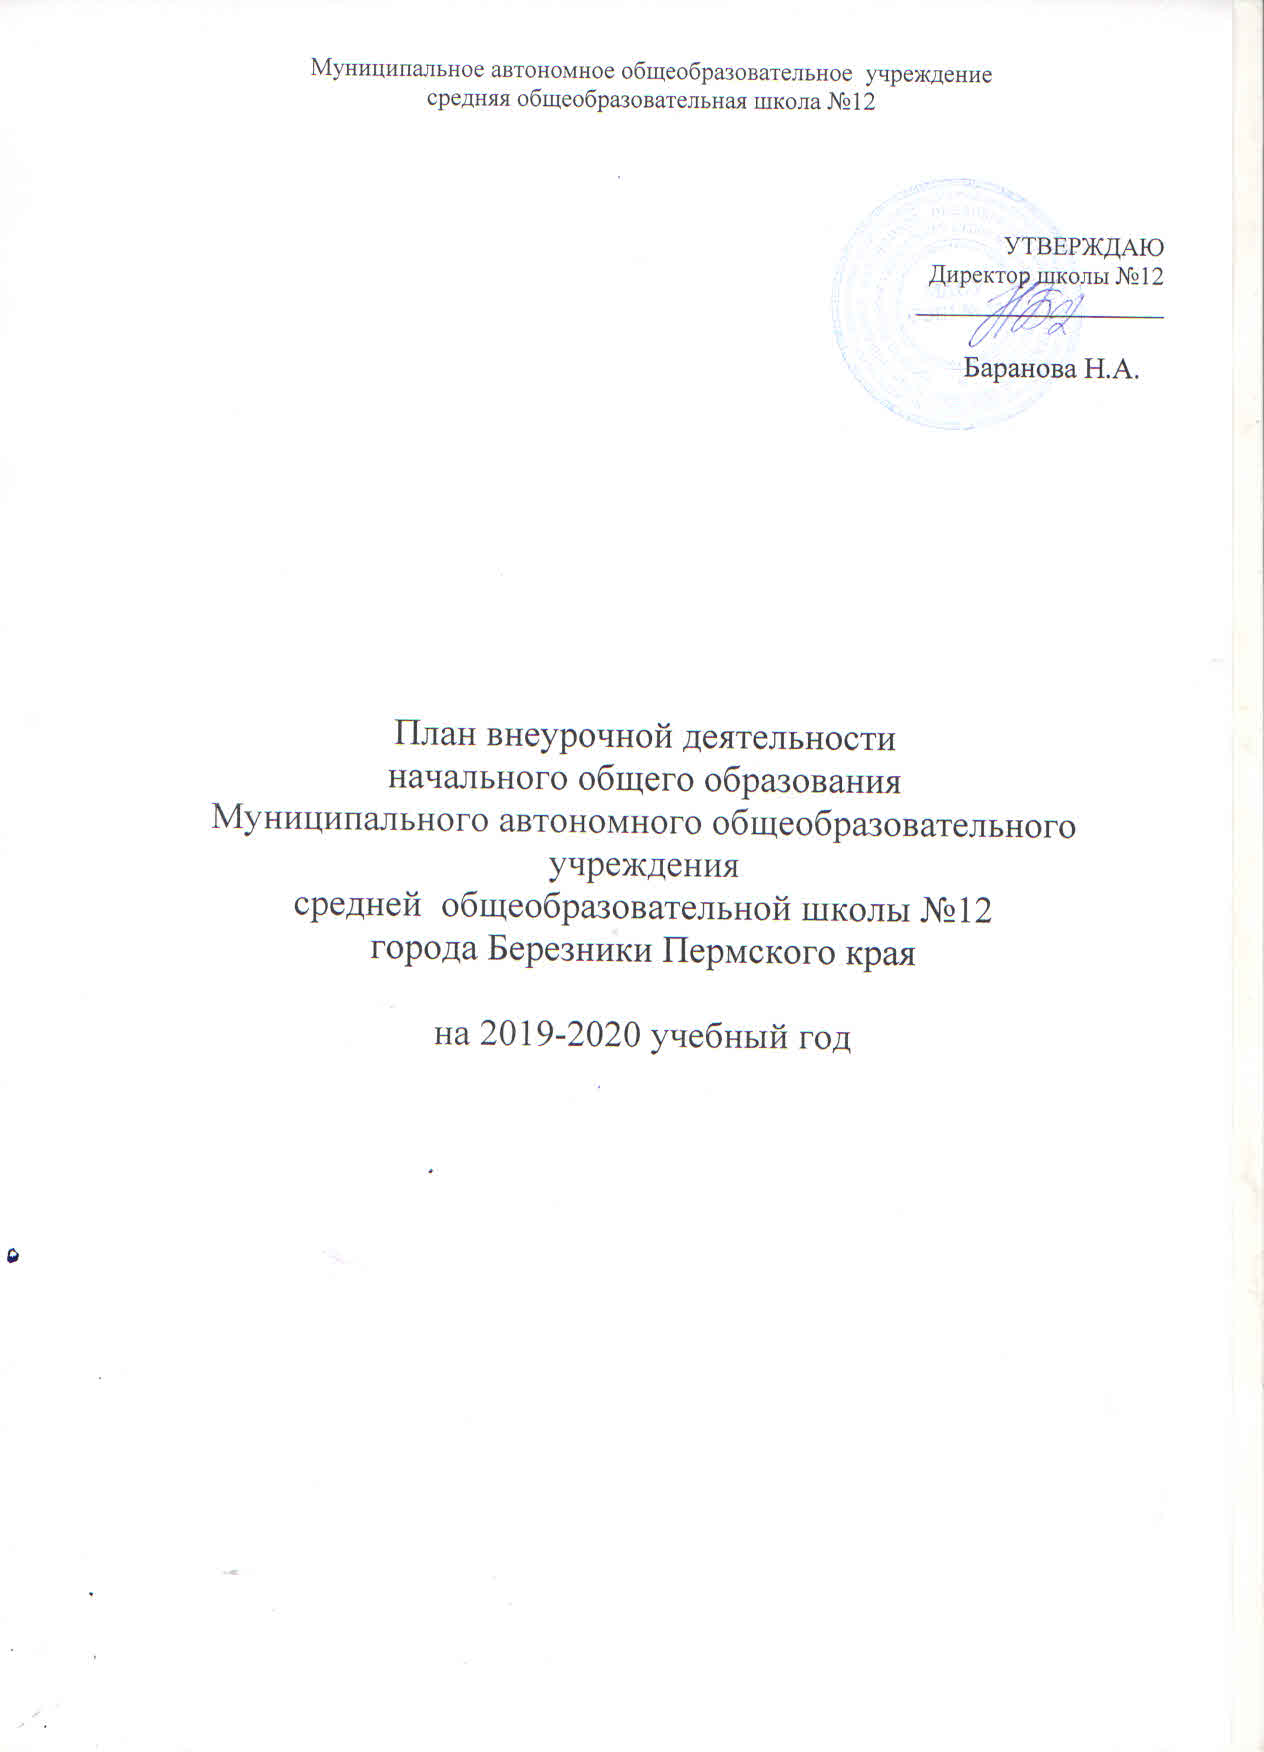 Муниципальное автономное общеобразовательное учреждение
средняя общеобразовательная школа №12
УТВЕРЖДАЮ
Директор школы №12
Баранова Н.А.
План внеурочной деятельности
начального общего образования
Муниципального автономного общеобразовательного
учреждения
средней общеобразовательной школы №12
города Березники Пермского края
на 2019-2020 учебный год